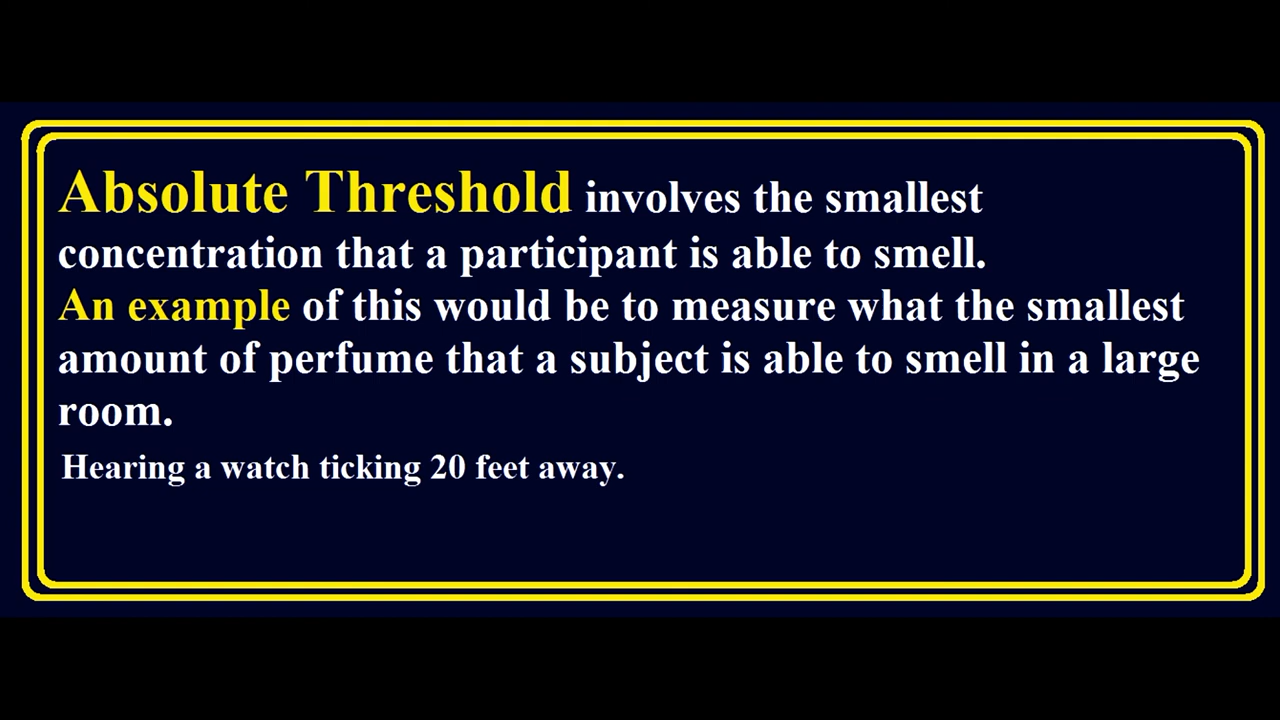 Absolute Threshold involves the smallest
concentration that a participant is able to smell.
An example of this would be to measure what the smallest
amount of perfume that a subject is able to smell in a large
room.
Hearing a watch ticking 20 feet away.